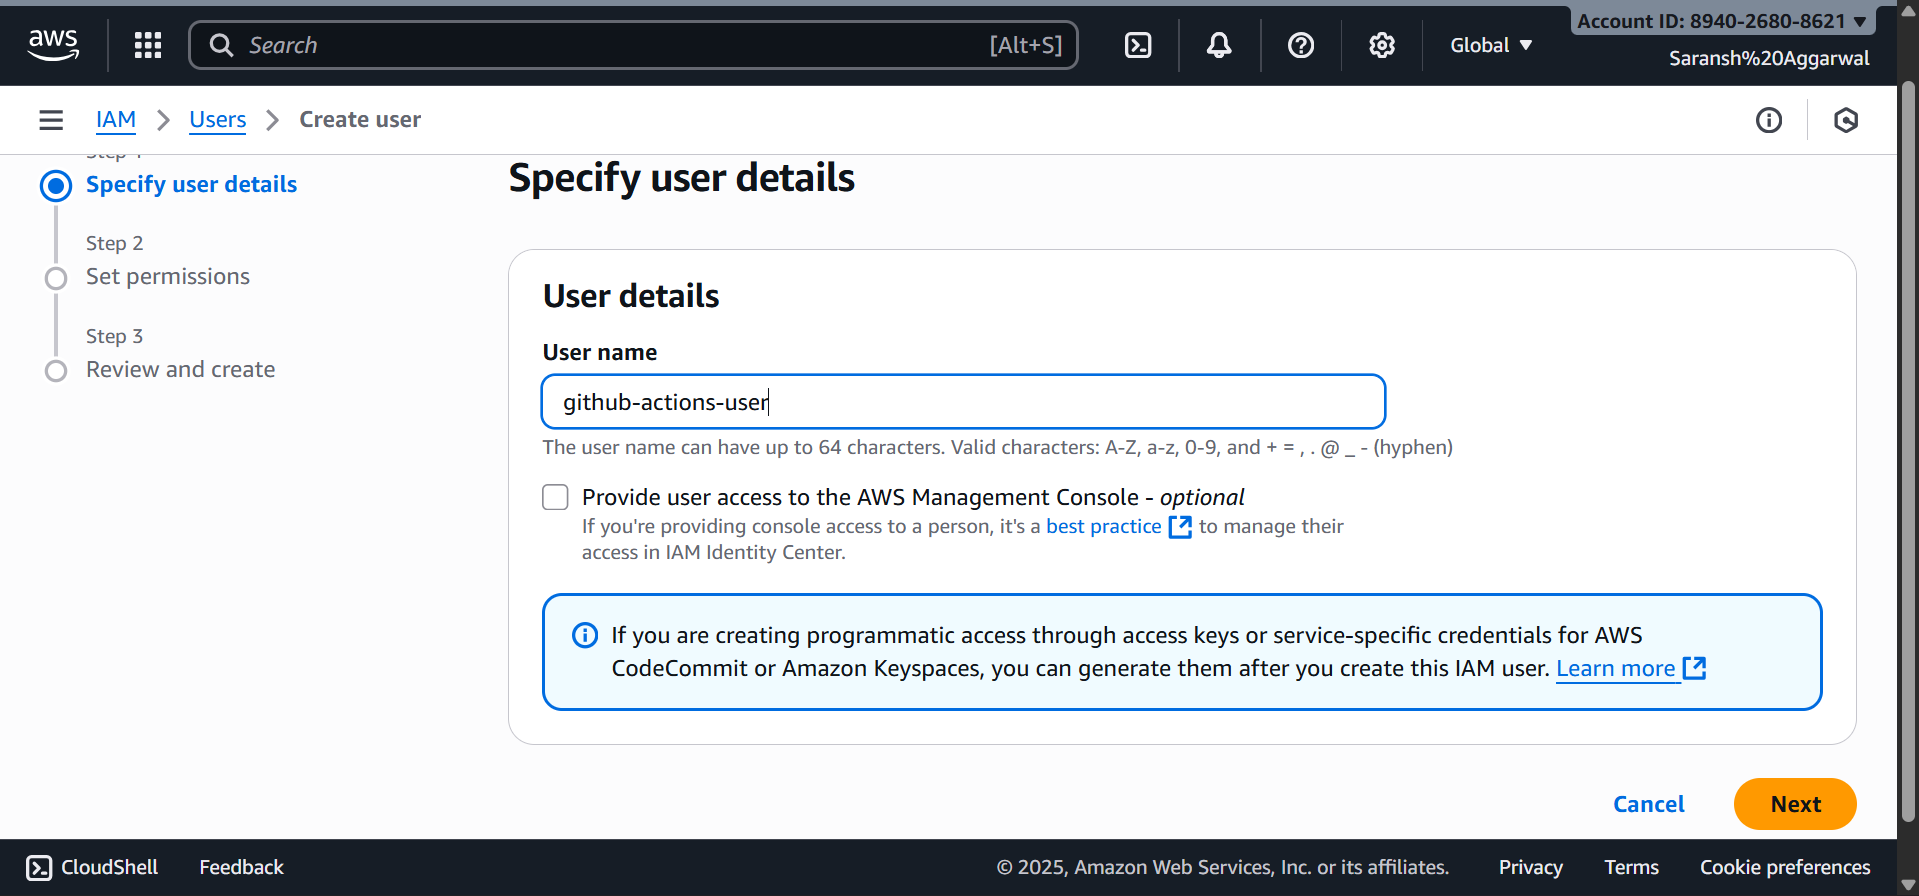 aws
Search
[Alt+S]
Global
Account ID: 8940-2680-8621
Saransh%20Aggarwal
IAM
Users
Create user
Step 1
Specify user details
Step 2
Set permissions
Step 3
Review and create
Specify user details
User details
User name
github-actions-user
The user name can have up to 64 characters. Valid characters: A-Z, a-z, 0-9, and + = , . @ _ - (hyphen)
Provide user access to the AWS Management Console - optional
If you're providing console access to a person, it's a best practice to manage their
access in IAM Identity Center.
If you are creating programmatic access through access keys or service-specific credentials for AWS
CodeCommit or Amazon Keyspaces, you can generate them after you create this IAM user. Learn more
Cancel
Next
CloudShell
Feedback
© 2025, Amazon Web Services, Inc. or its affiliates.
Privacy
Terms
Cookie preferences